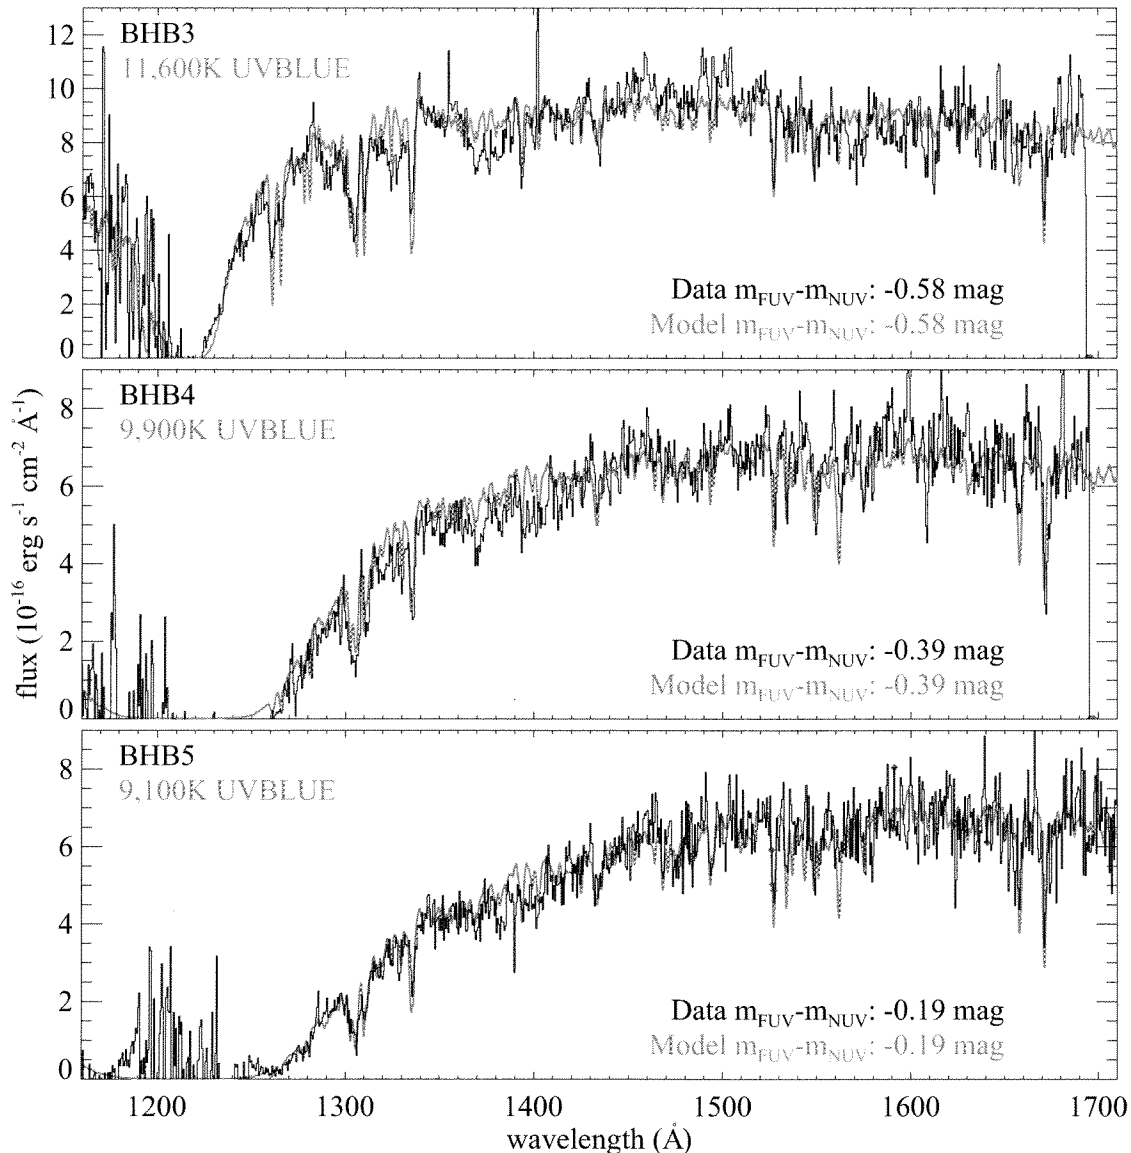 BHB3
11,600K UVBLUE
12
10
8
6
4
2
0
Data m_FUV-m_NUV: -0.58 mag
Model m_FUV-m_NUV: -0.58 mag
BHB4
9,900K UVBLUE
8
6
4
2
0
Data m_FUV-m_NUV: -0.39 mag
Model m_FUV-m_NUV: -0.39 mag
flux (10⁻¹⁶ erg s⁻¹ cm⁻² Å⁻¹)
BHB5
9,100K UVBLUE
8
6
4
2
0
Data m_FUV-m_NUV: -0.19 mag
Model m_FUV-m_NUV: -0.19 mag
1200 1300 1400 1500 1600 1700
wavelength (Å)